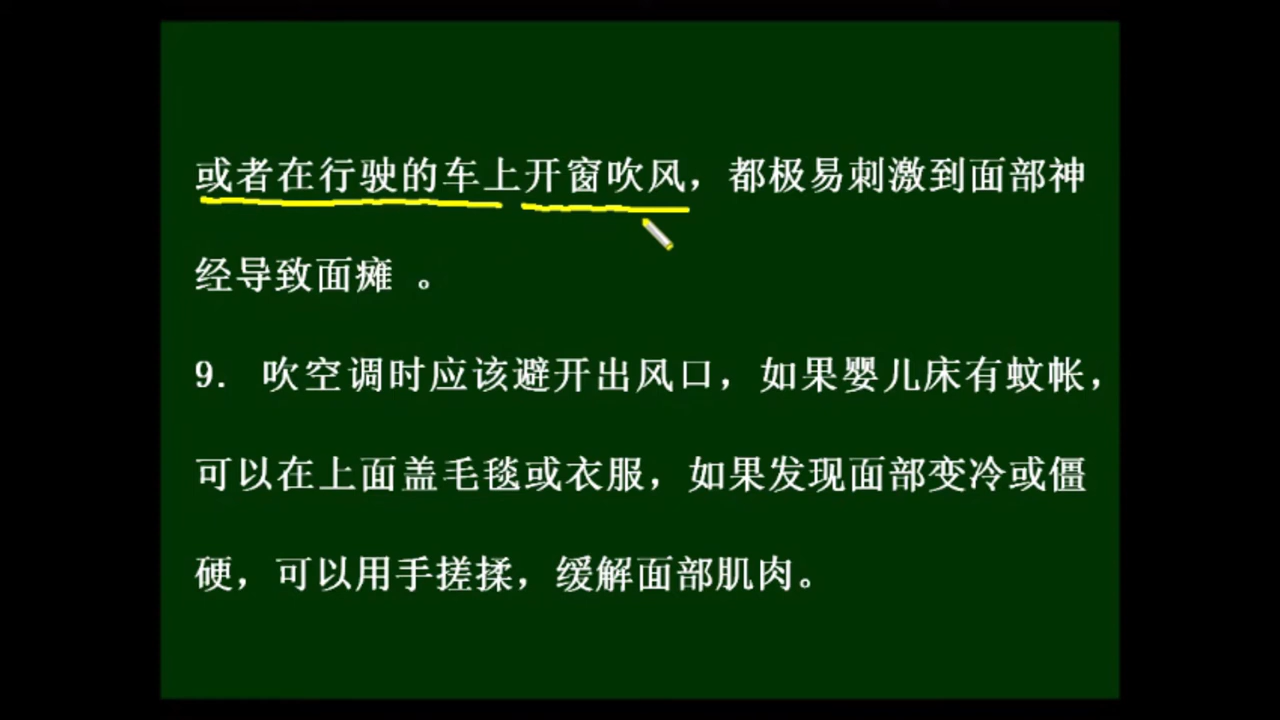 或者在行驶的车上开窗吹风，都极易刺激到面部神
经导致面瘫 。
9. 吹空调时应该避开出风口，如果婴儿床有蚊帐，
可以在上面盖毛毯或衣服，如果发现面部变冷或僵
硬，可以用手搓揉，缓解面部肌肉。